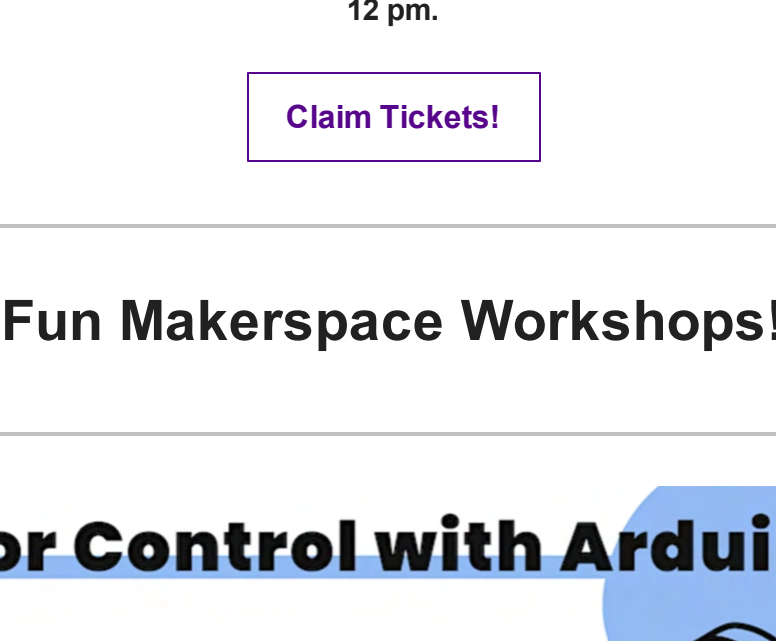 12 pm.
Claim Tickets!
Fun Makerspace Workshops!
or Control with Ardui